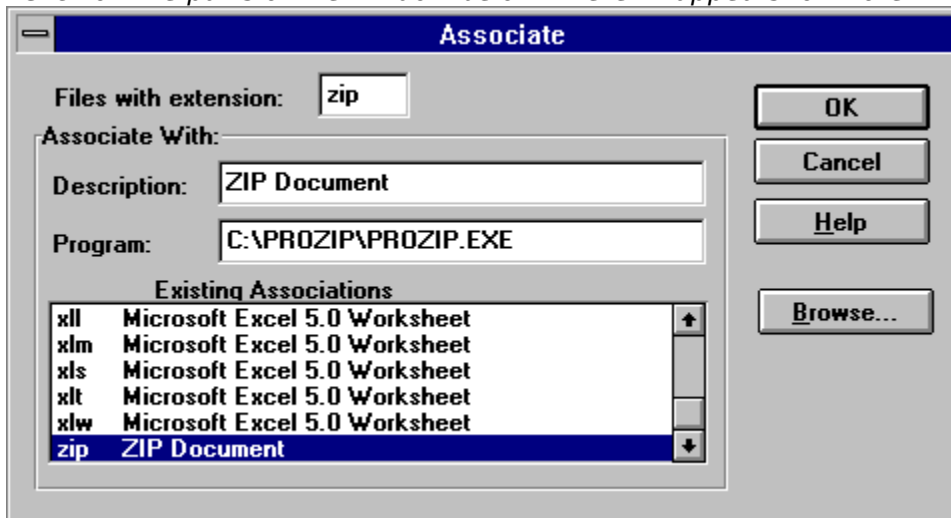 Associate
Files with extension: zip
OK
Associate With:
Cancel
Description: ZIP Document
Help
Program: C:\PROZIP\PROZIP.EXE
Existing Associations
Browse...
xll Microsoft Excel 5.0 Worksheet
xlm Microsoft Excel 5.0 Worksheet
xls Microsoft Excel 5.0 Worksheet
xlt Microsoft Excel 5.0 Worksheet
xlw Microsoft Excel 5.0 Worksheet
zip ZIP Document